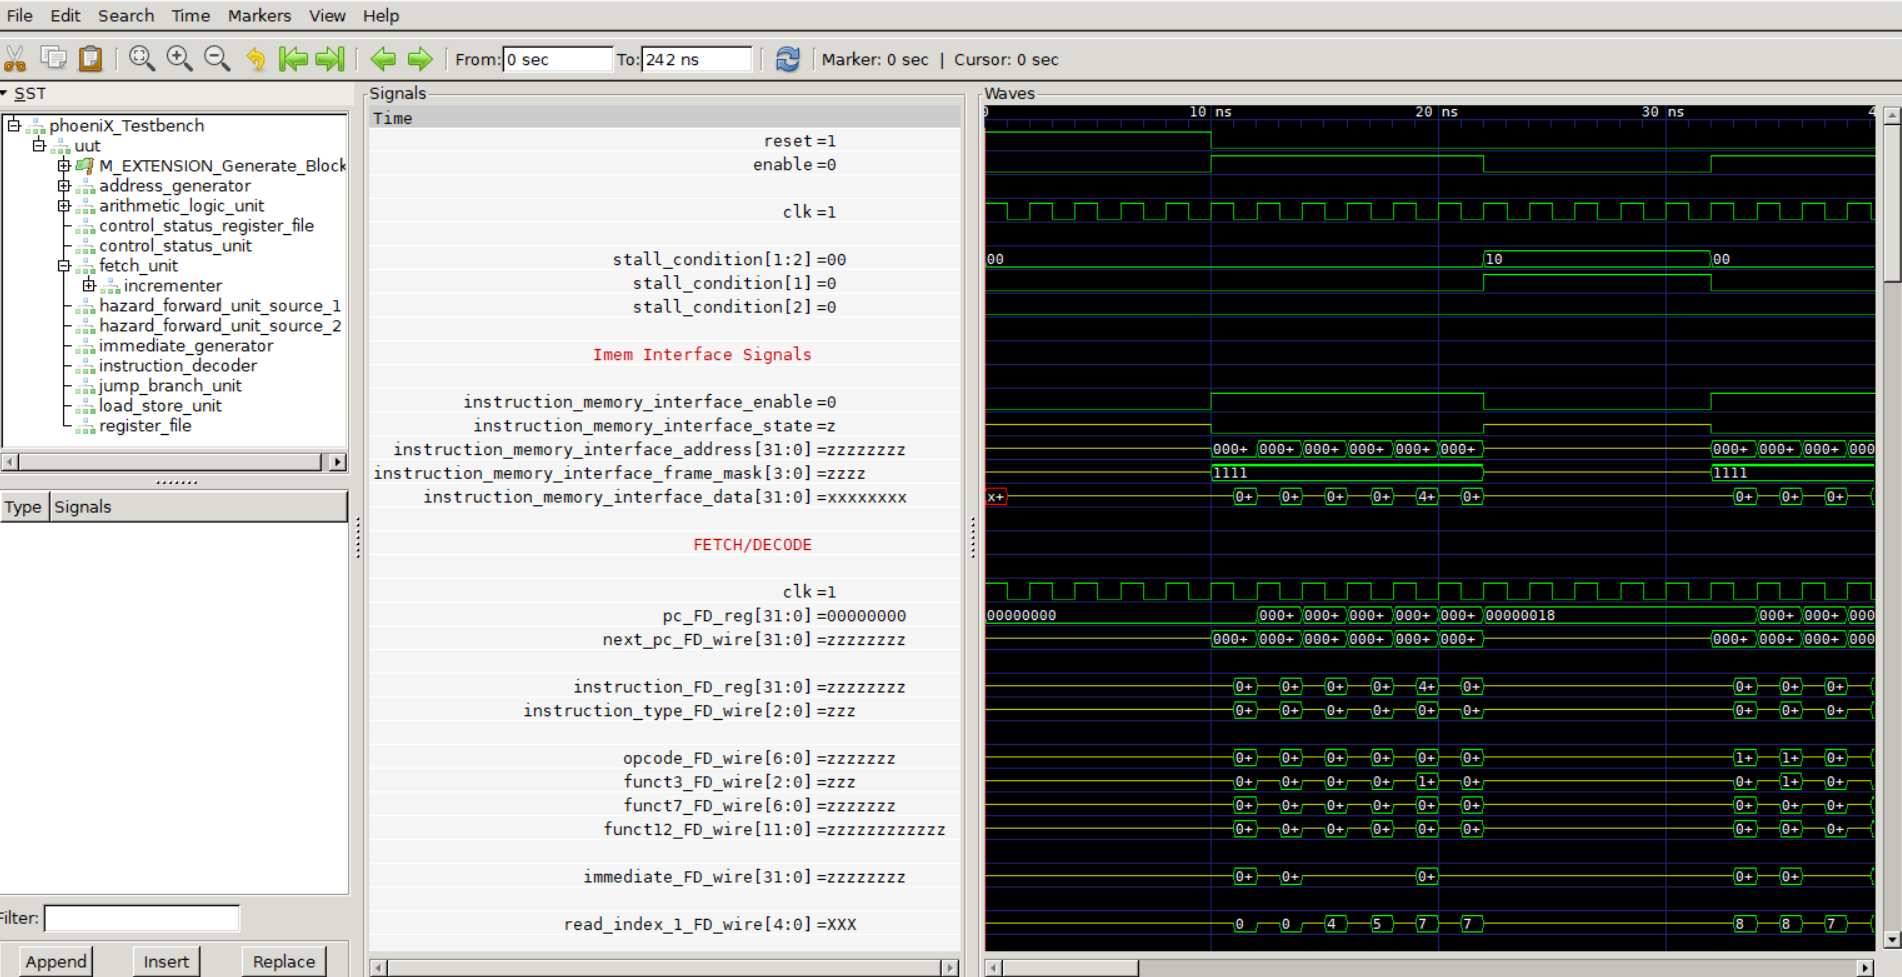 File Edit Search Time Markers View Help
From: 0 sec To: 242 ns Marker: 0 sec | Cursor: 0 sec
SST
phoeniX_Testbench
uut
M_EXTENSION_Generate_Block
address_generator
arithmetic_logic_unit
control_status_register_file
control_status_unit
fetch_unit
incrementer
hazard_forward_unit_source_1
hazard_forward_unit_source_2
immediate_generator
instruction_decoder
jump_branch_unit
load_store_unit
register_file
Type Signals
Filter:
Append Insert Replace
Signals
Time
reset =1
enable =0
clk =1
stall_condition[1:2] =00
stall_condition[1] =0
stall_condition[2] =0
Imem Interface Signals
instruction_memory_interface_enable =0
instruction_memory_interface_state =z
instruction_memory_interface_address[31:0] =zzzzzzzz
instruction_memory_interface_frame_mask[3:0] =zzzz
instruction_memory_interface_data[31:0] =xxxxxxxx
FETCH/DECODE
clk =1
pc_FD_reg[31:0] =00000000
next_pc_FD_wire[31:0] =zzzzzzzz
instruction_FD_reg[31:0] =zzzzzzzz
instruction_type_FD_wire[2:0] =zzz
opcode_FD_wire[6:0] =zzzzzzz
funct3_FD_wire[2:0] =zzz
funct7_FD_wire[6:0] =zzzzzzz
funct12_FD_wire[11:0] =zzzzzzzzzzzz
immediate_FD_wire[31:0] =zzzzzzzz
read_index_1_FD_wire[4:0] =XXX
Waves
0 10 ns 20 ns 30 ns 4
00 10 00
000+ 000+ 000+ 000+ 000+ 000+ 000+ 000+ 000+ 000
1111 1111
x+ 0+ 0+ 0+ 0+ 4+ 0+ 0+ 0+ 0+
00000000 000+ 000+ 000+ 000+ 000+ 00000018 000+ 000+ 000
000+ 000+ 000+ 000+ 000+ 000+ 000+ 000+ 000+ 000
0+ 0+ 0+ 0+ 4+ 0+ 0+ 0+ 0+
0+ 0+ 0+ 0+ 0+ 0+ 0+ 0+ 0+
0+ 0+ 0+ 0+ 0+ 0+ 1+ 1+ 0+
0+ 0+ 0+ 0+ 1+ 0+ 0+ 1+ 0+
0+ 0+ 0+ 0+ 0+ 0+ 0+ 0+ 0+
0+ 0+ 0+ 0+ 0+ 0+ 0+ 0+ 0+
0+ 0+ 0+ 0+ 0+
0 0 4 5 7 7 8 8 7